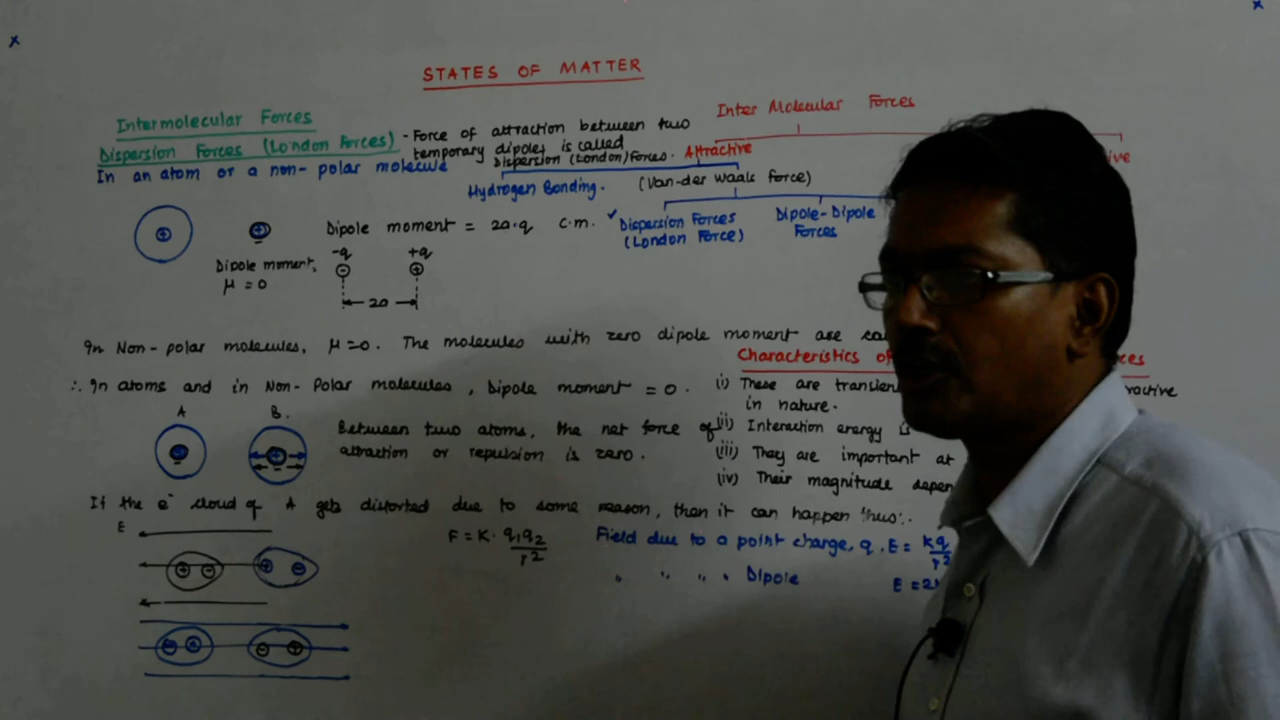 STATES OF MATTER
Inter Molecular Forces
Intermolecular Forces
Dispersion Forces (London Forces) - Force of attraction between two
temporary dipoles is called
Dispersion (London) Forces.
Attractive
ive
In an atom or a non-polar molecule
Hydrogen Bonding.
(Van-der Waals Force)
✓ Dispersion Forces
(London Force)
Dipole-Dipole
Forces
Dipole moment = 2a.q C.m.
-q +q
2a
Dipole moment,
μ = 0
In Non-polar molecules, μ=0. The molecules with zero dipole moment are
Characteristics of
ces
∴ In atoms and in Non-Polar molecules, Dipole moment = 0.
(i) These are
ractive
in nature.
A B.
Between two atoms, the net force of
attraction or repulsion is zero.
(ii) Interaction energy
(iii) They are important at
(iv) Their magnitude
If the e⁻ cloud of A gets distorted due to some reason, then it can happen thus:.
E
F = K. q1q2/r2
Field due to a point charge, q, E = Kq/r2
" " " " Dipole E = 2